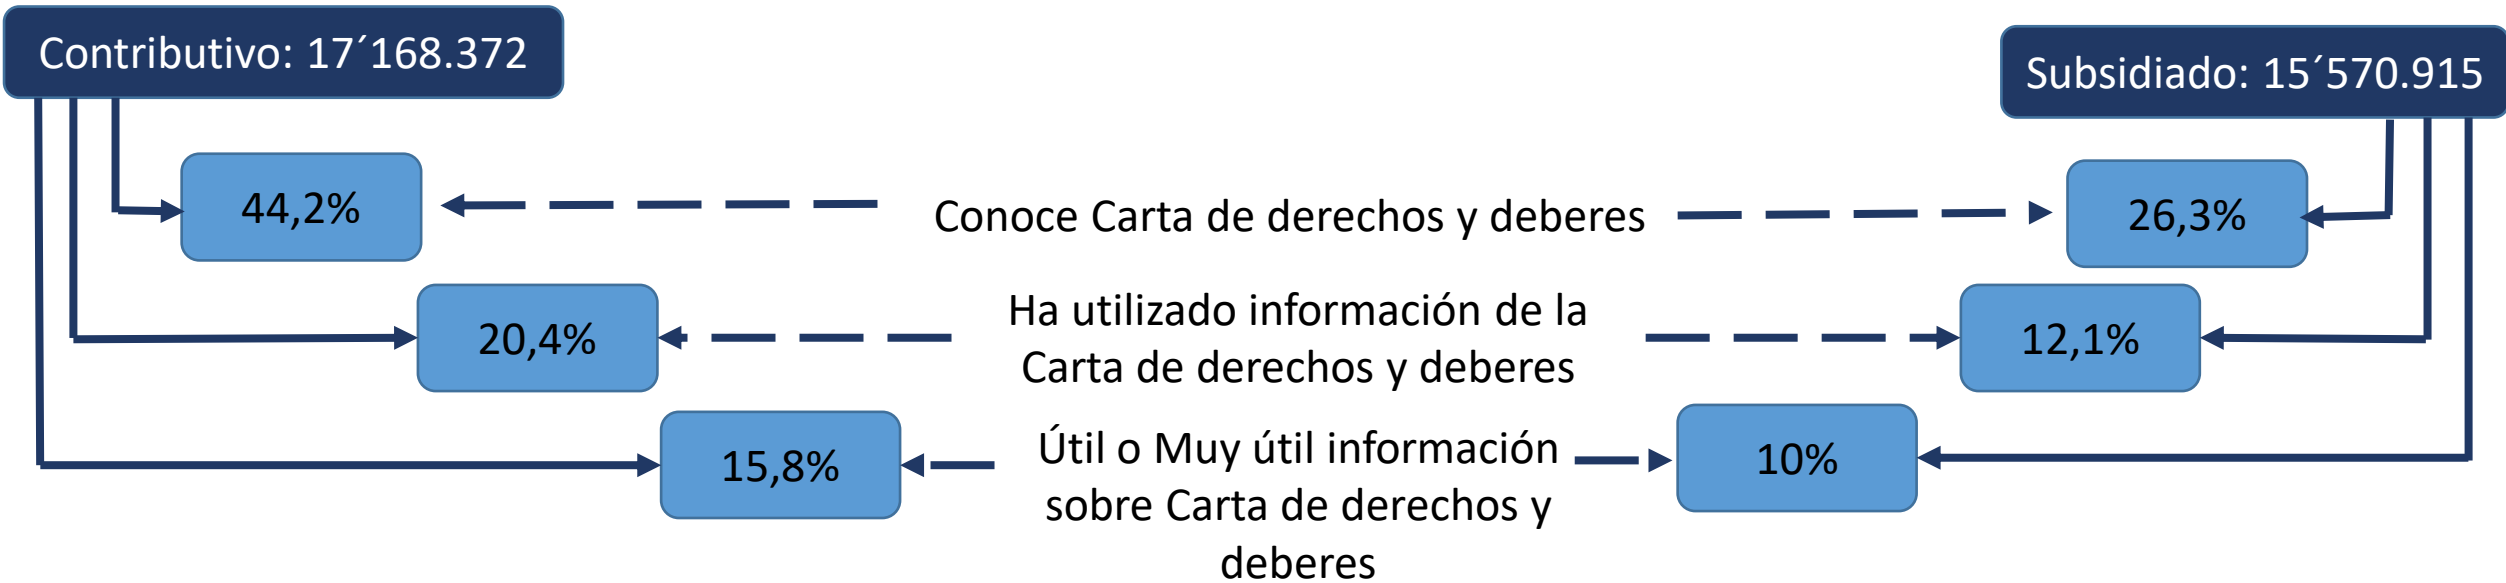 Contributivo: 17´168.372
Subsidiado: 15´570.915
44,2%
Conoce Carta de derechos y deberes
26,3%
20,4%
Ha utilizado información de la
Carta de derechos y deberes
12,1%
15,8%
Útil o Muy útil información
sobre Carta de derechos y
deberes
10%